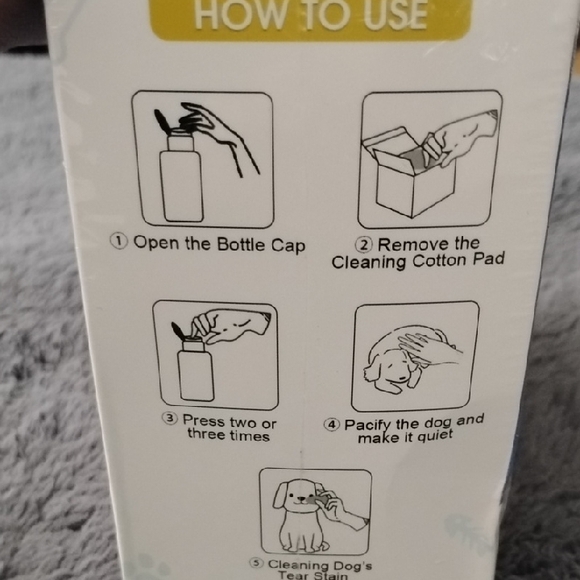 HOW TO USE
① Open the Bottle Cap
② Remove the
Cleaning Cotton Pad
③ Press two or
three times
④ Pacify the dog and
make it quiet
⑤ Cleaning Dog's
Tear Stain